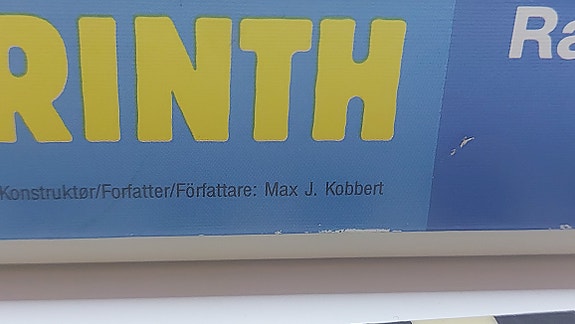 RINTH
Ra
Konstruktør/Forfatter/Författare: Max J. Kobbert